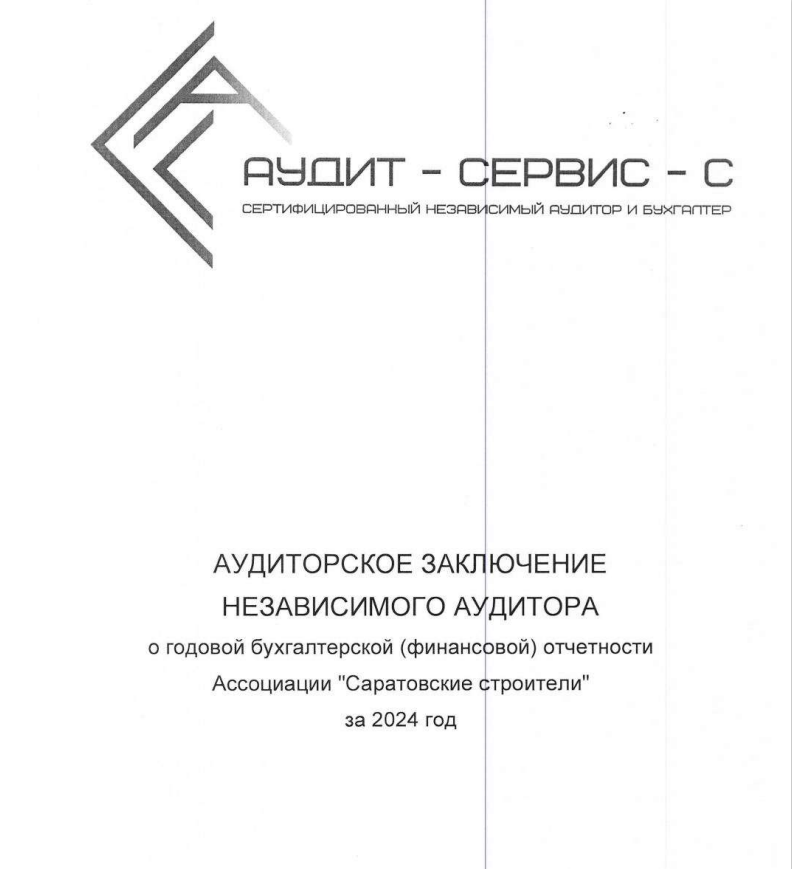 АУДИТ - СЕРВИС - С
СЕРТИФИЦИРОВАННЫЙ НЕЗАВИСИМЫЙ АУДИТОР И БУХГАЛТЕР
АУДИТОРСКОЕ ЗАКЛЮЧЕНИЕ
НЕЗАВИСИМОГО АУДИТОРА
о годовой бухгалтерской (финансовой) отчетности
Ассоциации "Саратовские строители"
за 2024 год